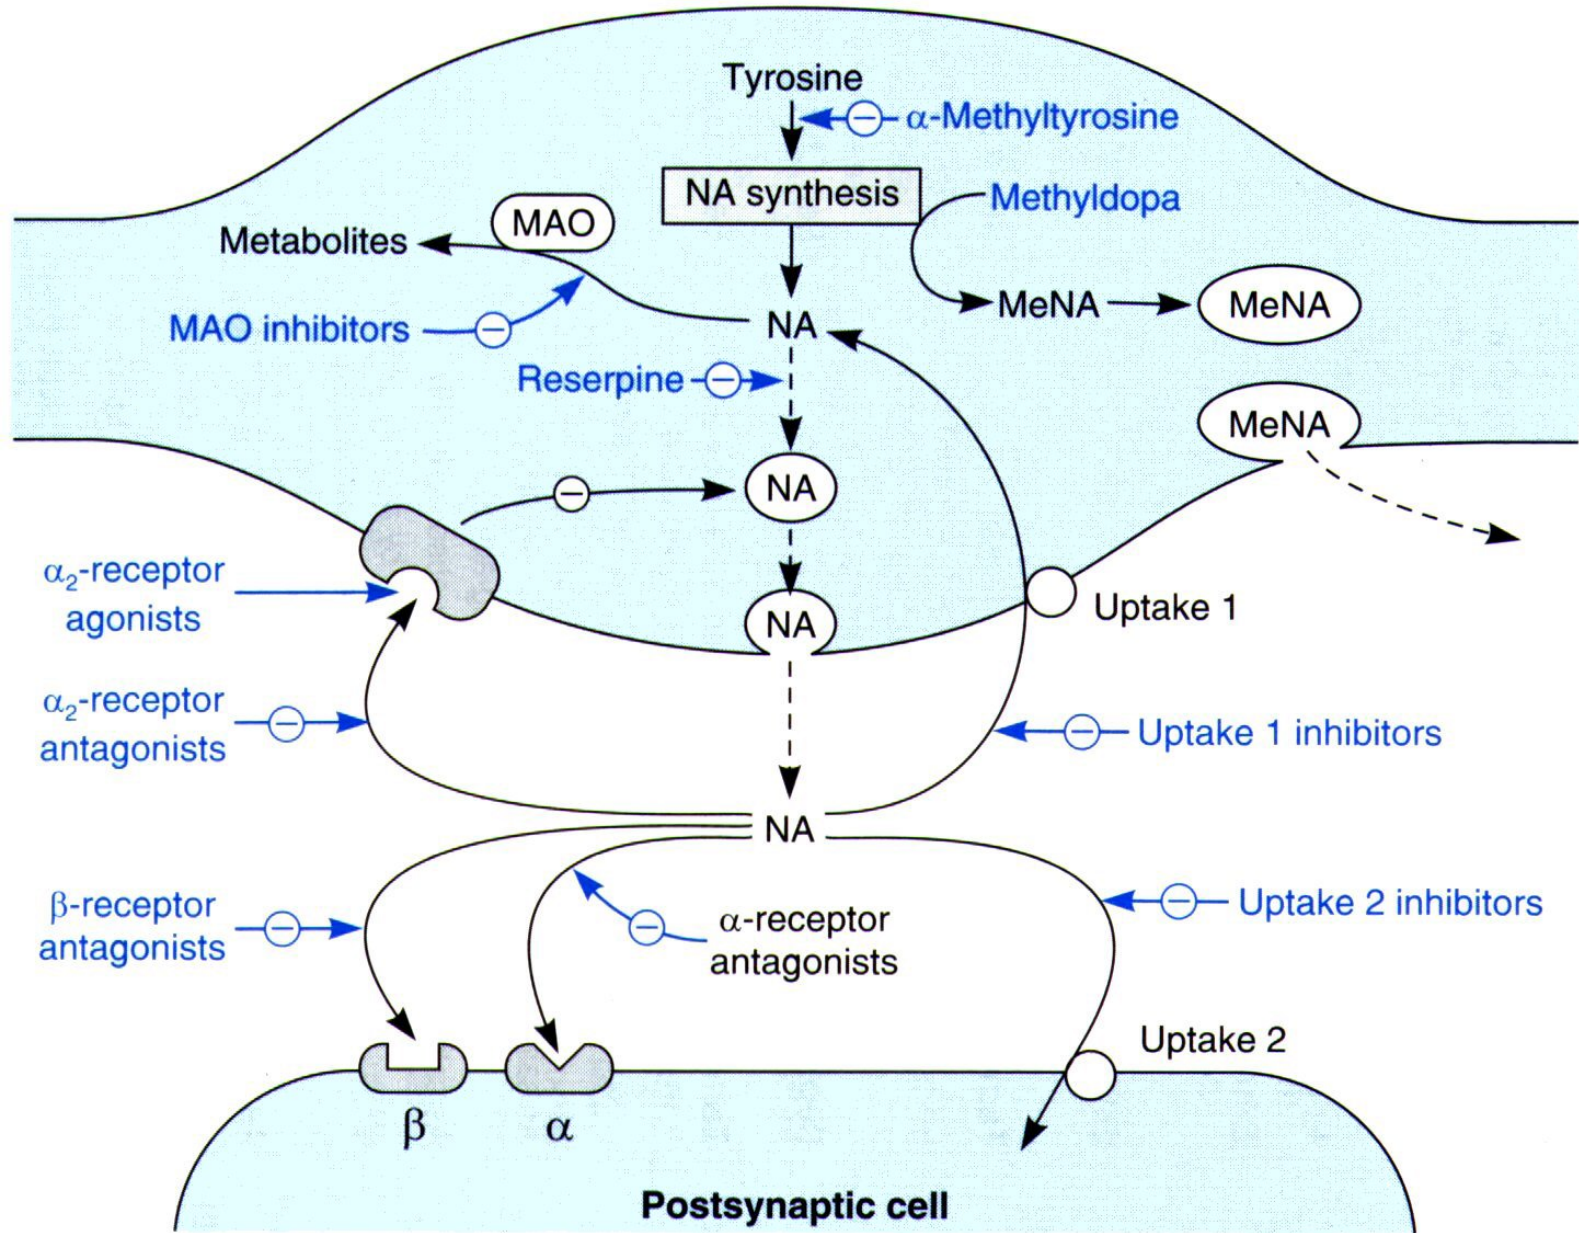 Tyrosine
α-Methyltyrosine
NA synthesis
Methyldopa
MAO
Metabolites
MeNA
MeNA
MAO inhibitors
NA
Reserpine
MeNA
NA
α₂-receptor
agonists
NA
Uptake 1
α₂-receptor
antagonists
Uptake 1 inhibitors
NA
β-receptor
antagonists
α-receptor
antagonists
Uptake 2 inhibitors
Uptake 2
β
α
Postsynaptic cell